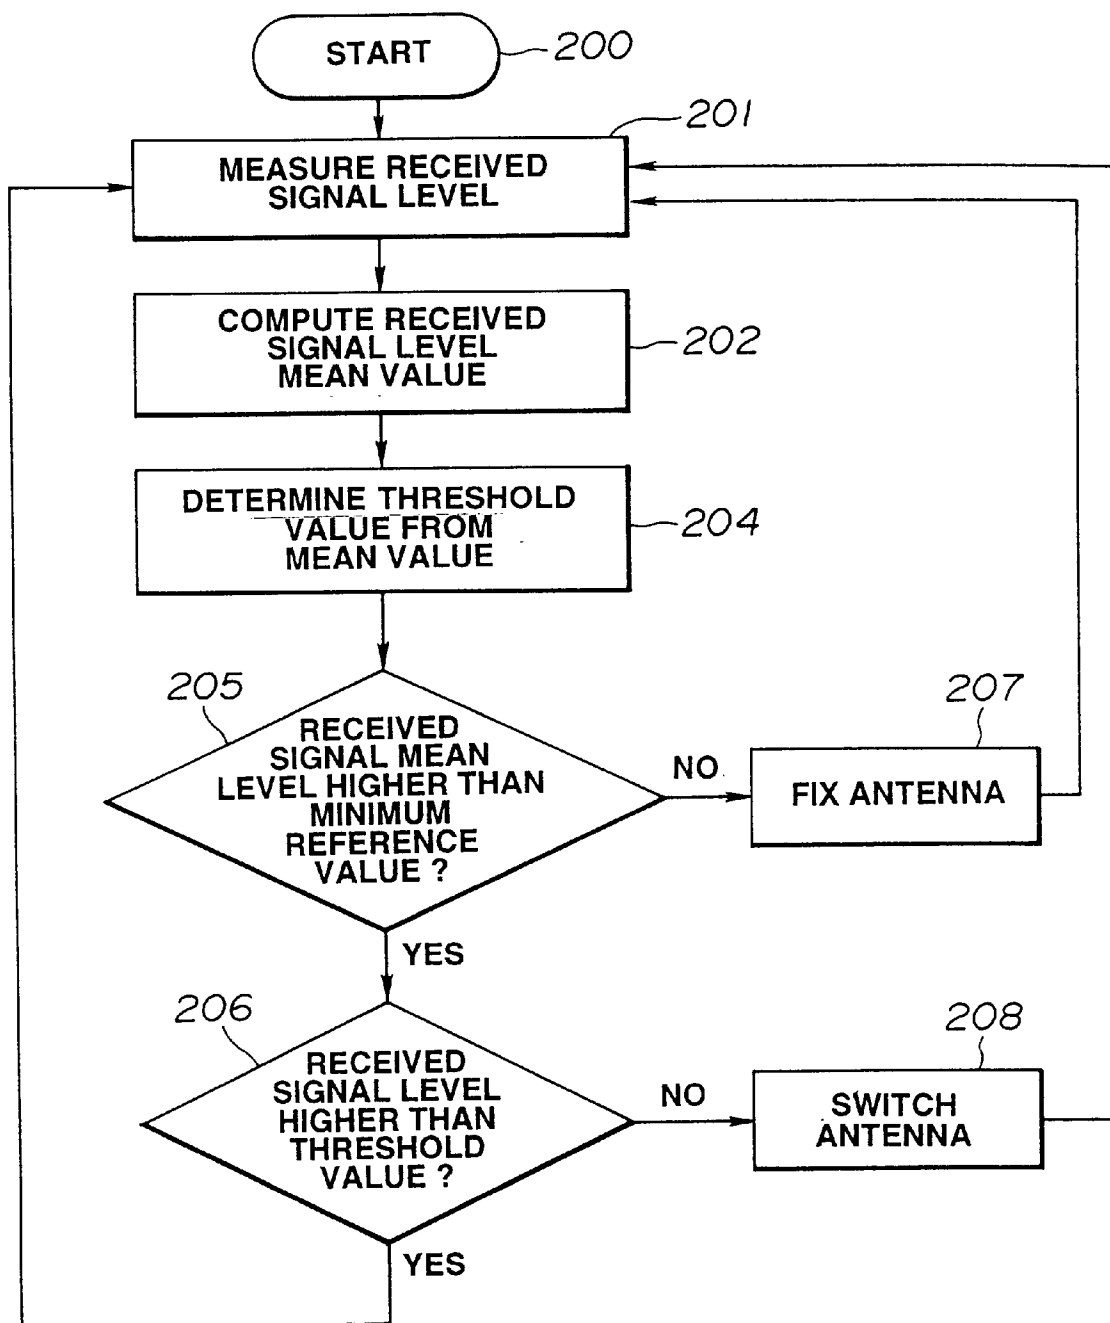 START
200
201
MEASURE RECEIVED
SIGNAL LEVEL
COMPUTE RECEIVED
SIGNAL LEVEL
MEAN VALUE
202
DETERMINE THRESHOLD
VALUE FROM
MEAN VALUE
204
205
RECEIVED
SIGNAL MEAN
LEVEL HIGHER THAN
MINIMUM
REFERENCE
VALUE ?
NO
207
FIX ANTENNA
YES
206
RECEIVED
SIGNAL LEVEL
HIGHER THAN
THRESHOLD
VALUE ?
NO
208
SWITCH
ANTENNA
YES